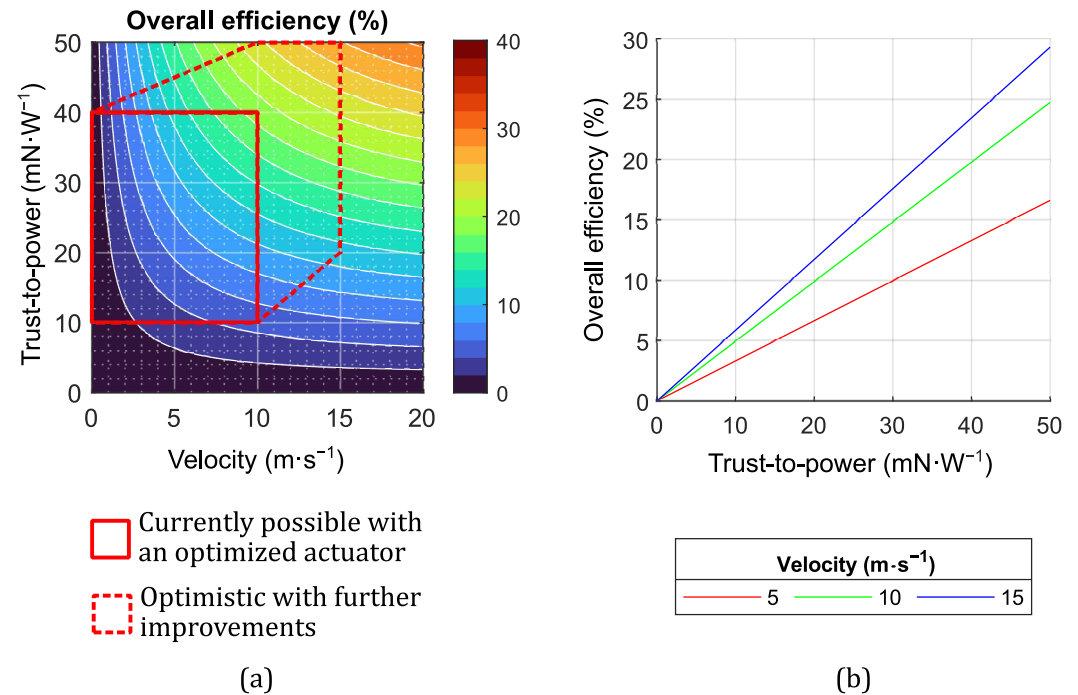 Overall efficiency (%)
50
40
30
20
10
0
Trust-to-power (mN·W⁻¹)
0 5 10 15 20
Velocity (m·s⁻¹)
40
30
20
10
0
Currently possible with
an optimized actuator
Optimistic with further
improvements
(a)
30
25
20
15
10
5
0
Overall efficiency (%)
0 10 20 30 40 50
Trust-to-power (mN·W⁻¹)
Velocity (m·s⁻¹)
5 10 15
(b)